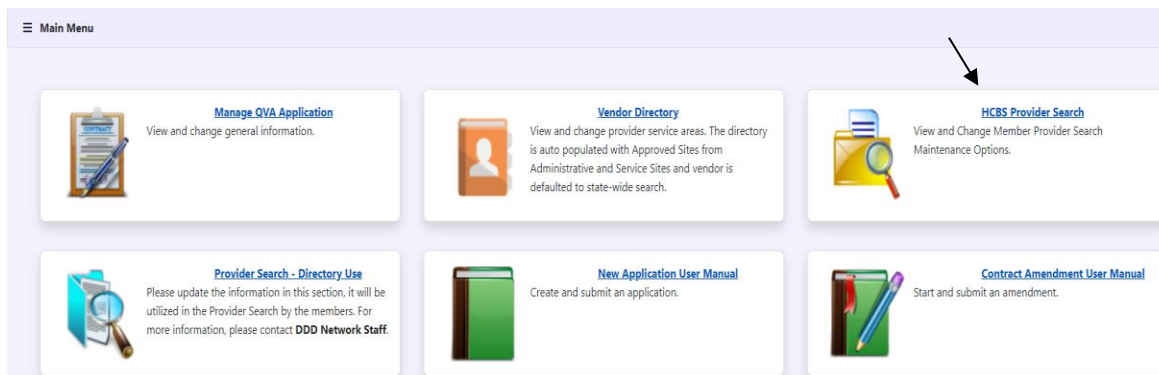 ☰ Main Menu
Manage QVA Application
View and change general information.
Vendor Directory
View and change provider service areas. The directory
is auto populated with Approved Sites from
Administrative and Service Sites and vendor is
defaulted to state-wide search.
HCBS Provider Search
View and Change Member Provider Search
Maintenance Options.
Provider Search - Directory Use
Please update the information in this section, it will be
utilized in the Provider Search by the members. For
more information, please contact DDD Network Staff.
New Application User Manual
Create and submit an application.
Contract Amendment User Manual
Start and submit an amendment.
CONTRACT